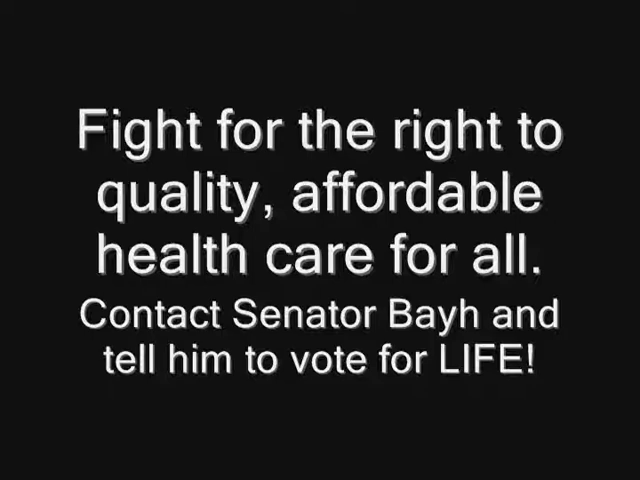 Fight for the right to
quality, affordable
health care for all.
Contact Senator Bayh and
tell him to vote for LIFE!